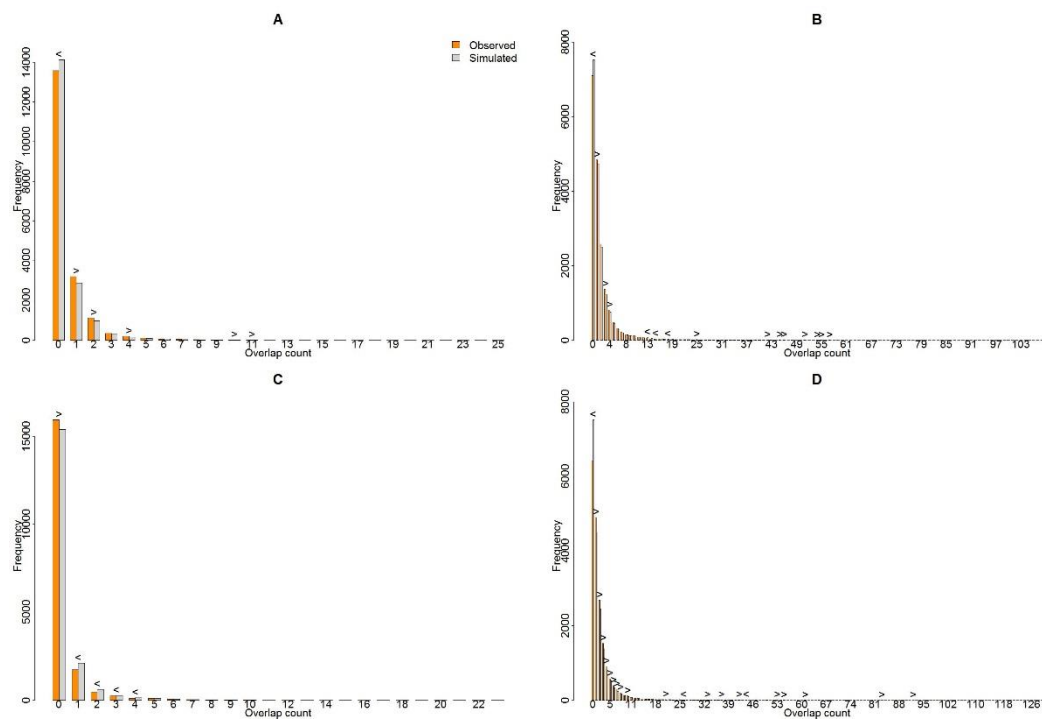 A
Observed
Simulated
Frequency
0 2000 4000 6000 8000 10000 12000 14000
< > > > > >
0 1 2 3 4 5 6 7 8 9 11 13 15 17 19 21 23 25
Overlap count
B
Frequency
0 2000 4000 6000 8000
0 4 8 13 19 25 31 37 43 49 55 61 67 73 79 85 91 97 103
Overlap count
C
Frequency
0 5000 10000 15000
> < < < <
0 1 2 3 4 5 6 7 8 9 10 12 14 16 18 20 22
Overlap count
D
Frequency
0 2000 4000 6000 8000
0 5 11 18 25 32 39 46 53 60 67 74 81 88 95 102 110 118 126
Overlap count